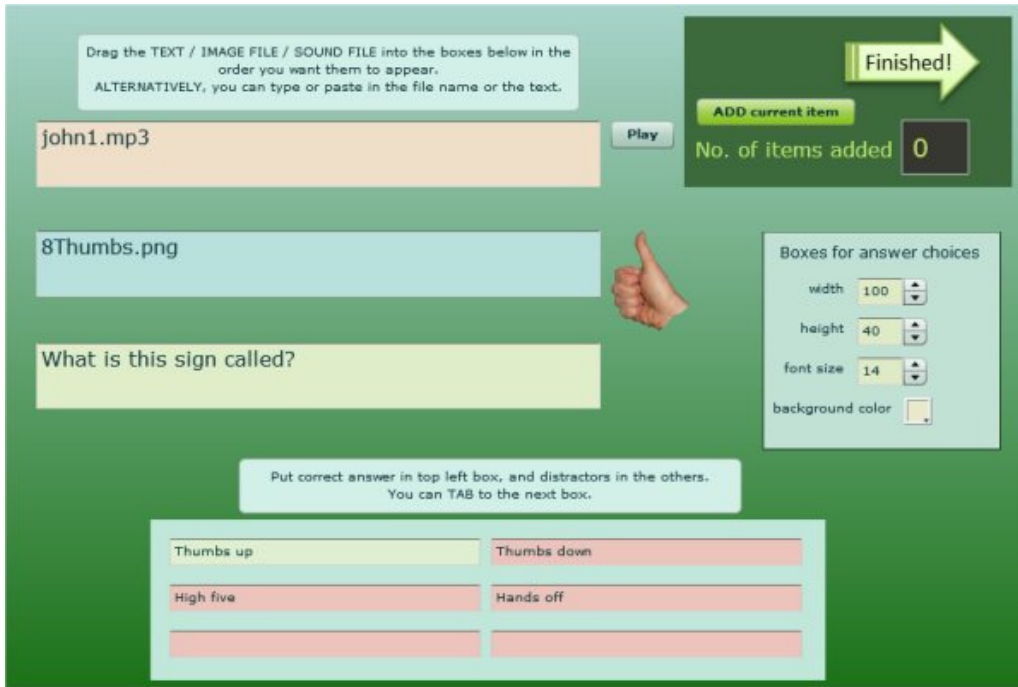 Drag the TEXT / IMAGE FILE / SOUND FILE into the boxes below in the
order you want them to appear.
ALTERNATIVELY, you can type or paste in the file name or the text.
Finished!
ADD current item
No. of items added 0
john1.mp3
Play
8Thumbs.png
Boxes for answer choices
width 100
height 40
font size 14
background color
What is this sign called?
Put correct answer in top left box, and distractors in the others.
You can TAB to the next box.
Thumbs up
Thumbs down
High five
Hands off